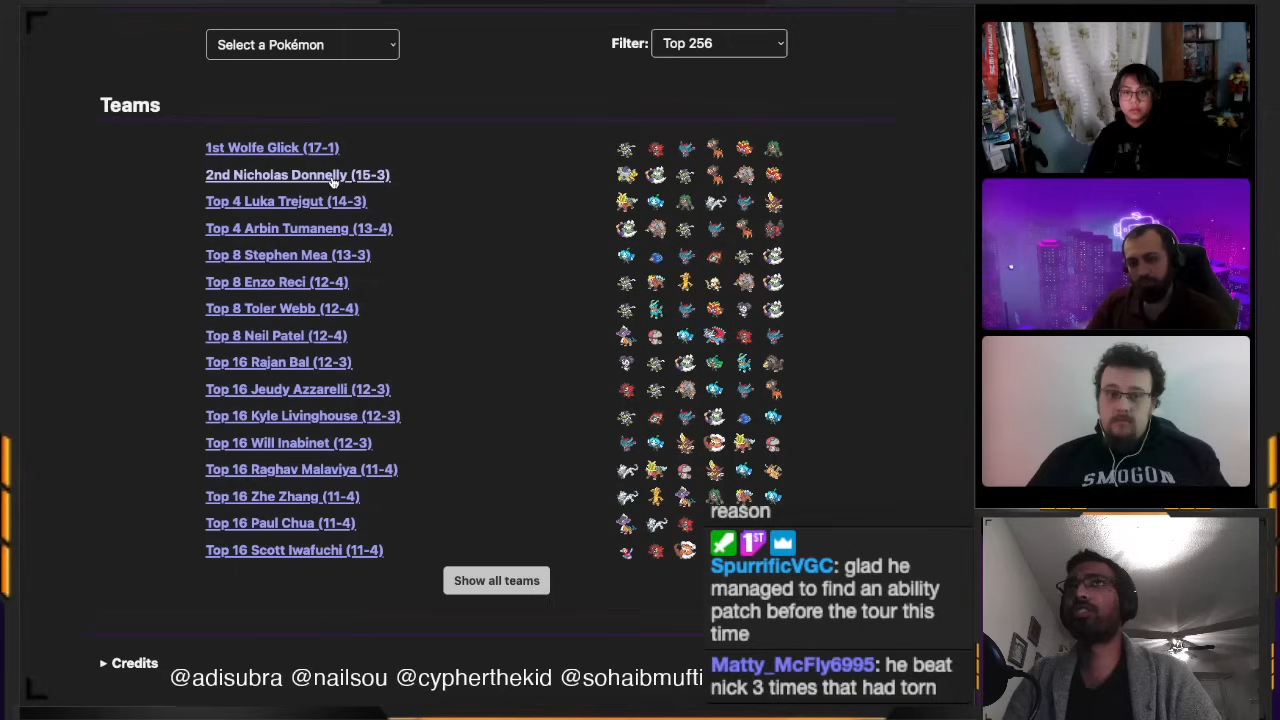 Select a Pokémon
Filter: Top 256
Teams
1st Wolfe Glick (17-1)
2nd Nicholas Donnelly (15-3)
Top 4 Luka Trejgut (14-3)
Top 4 Arbin Tumaneng (13-4)
Top 8 Stephen Mea (13-3)
Top 8 Enzo Reci (12-4)
Top 8 Toler Webb (12-4)
Top 8 Neil Patel (12-4)
Top 16 Rajan Bal (12-3)
Top 16 Jeudy Azzarelli (12-3)
Top 16 Kyle Livinghouse (12-3)
Top 16 Will Inabinet (12-3)
Top 16 Raghav Malaviya (11-4)
Top 16 Zhe Zhang (11-4)
Top 16 Paul Chua (11-4)
Top 16 Scott Iwafuchi (11-4)
Show all teams
Credits
@adisubra @nailsou @cypherthekid @sohaibmufti
reason
1ST
SpurrificVGC: glad he
managed to find an ability
patch before the tour this
time
Matty_McFly6995: he beat
nick 3 times that had torn
SEMI-FINALIST
SMOGON